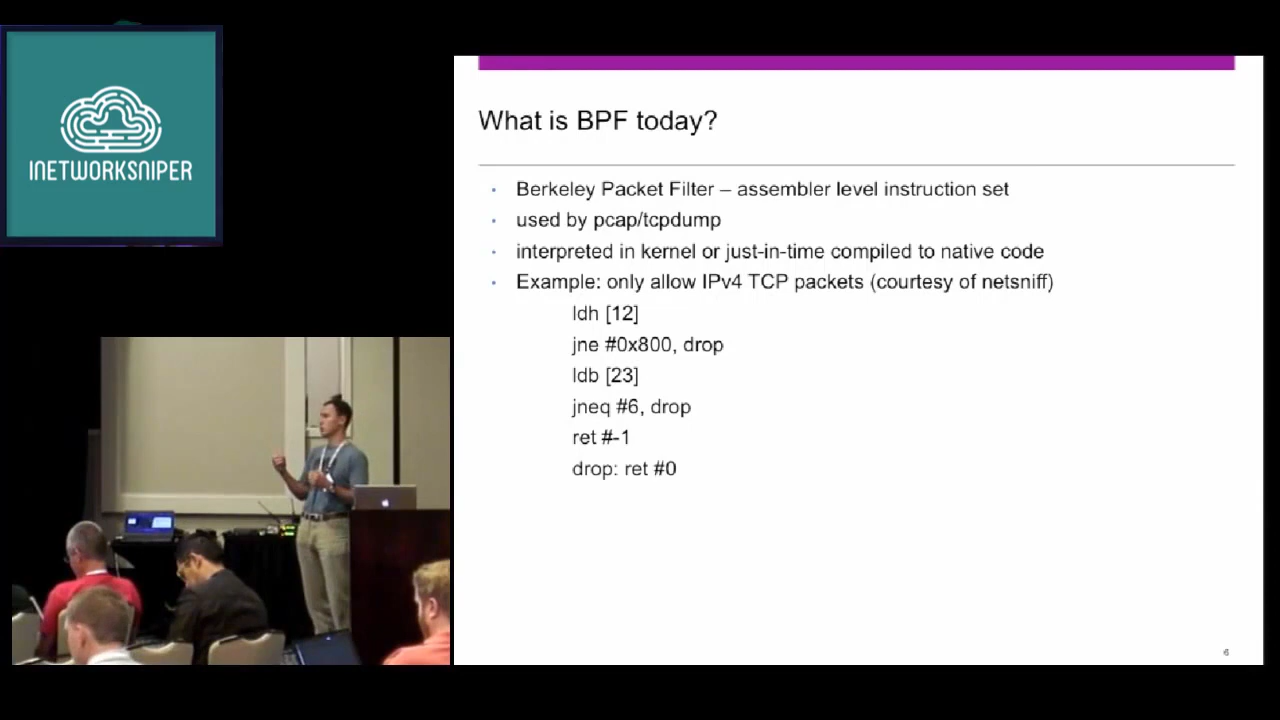 INETWORKSNIPER
What is BPF today?
• Berkeley Packet Filter – assembler level instruction set
• used by pcap/tcpdump
• interpreted in kernel or just-in-time compiled to native code
• Example: only allow IPv4 TCP packets (courtesy of netsniff)
ldh [12]
jne #0x800, drop
ldb [23]
jneq #6, drop
ret #-1
drop: ret #0
6